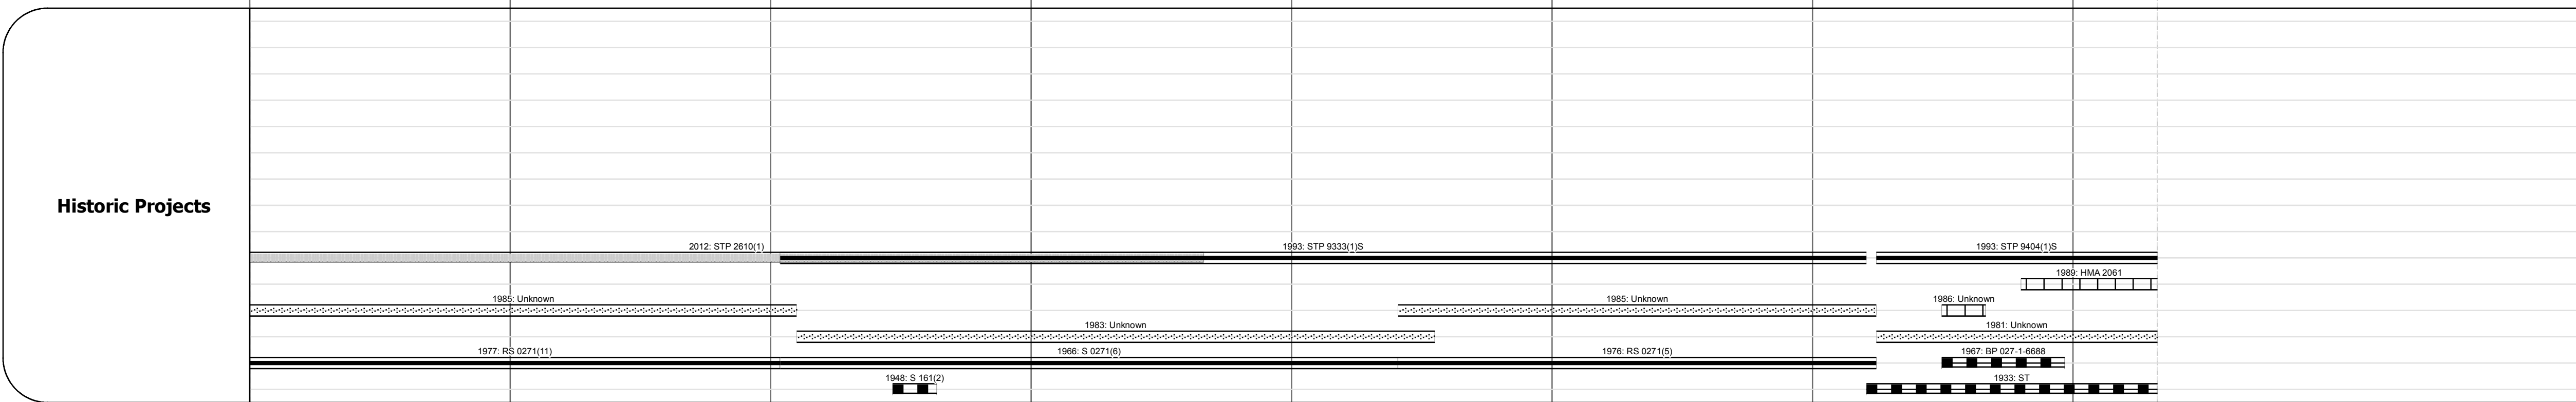 Historic Projects
2012: STP 2610(1)
1993: STP 9333(1)S
1993: STP 9404(1)S
1989: HMA 2061
1985: Unknown
1985: Unknown
1986: Unknown
1983: Unknown
1981: Unknown
1977: RS 0271(11)
1966: S 0271(6)
1976: RS 0271(5)
1967: BP 027-1-6688
1948: S 161(2)
1933: ST